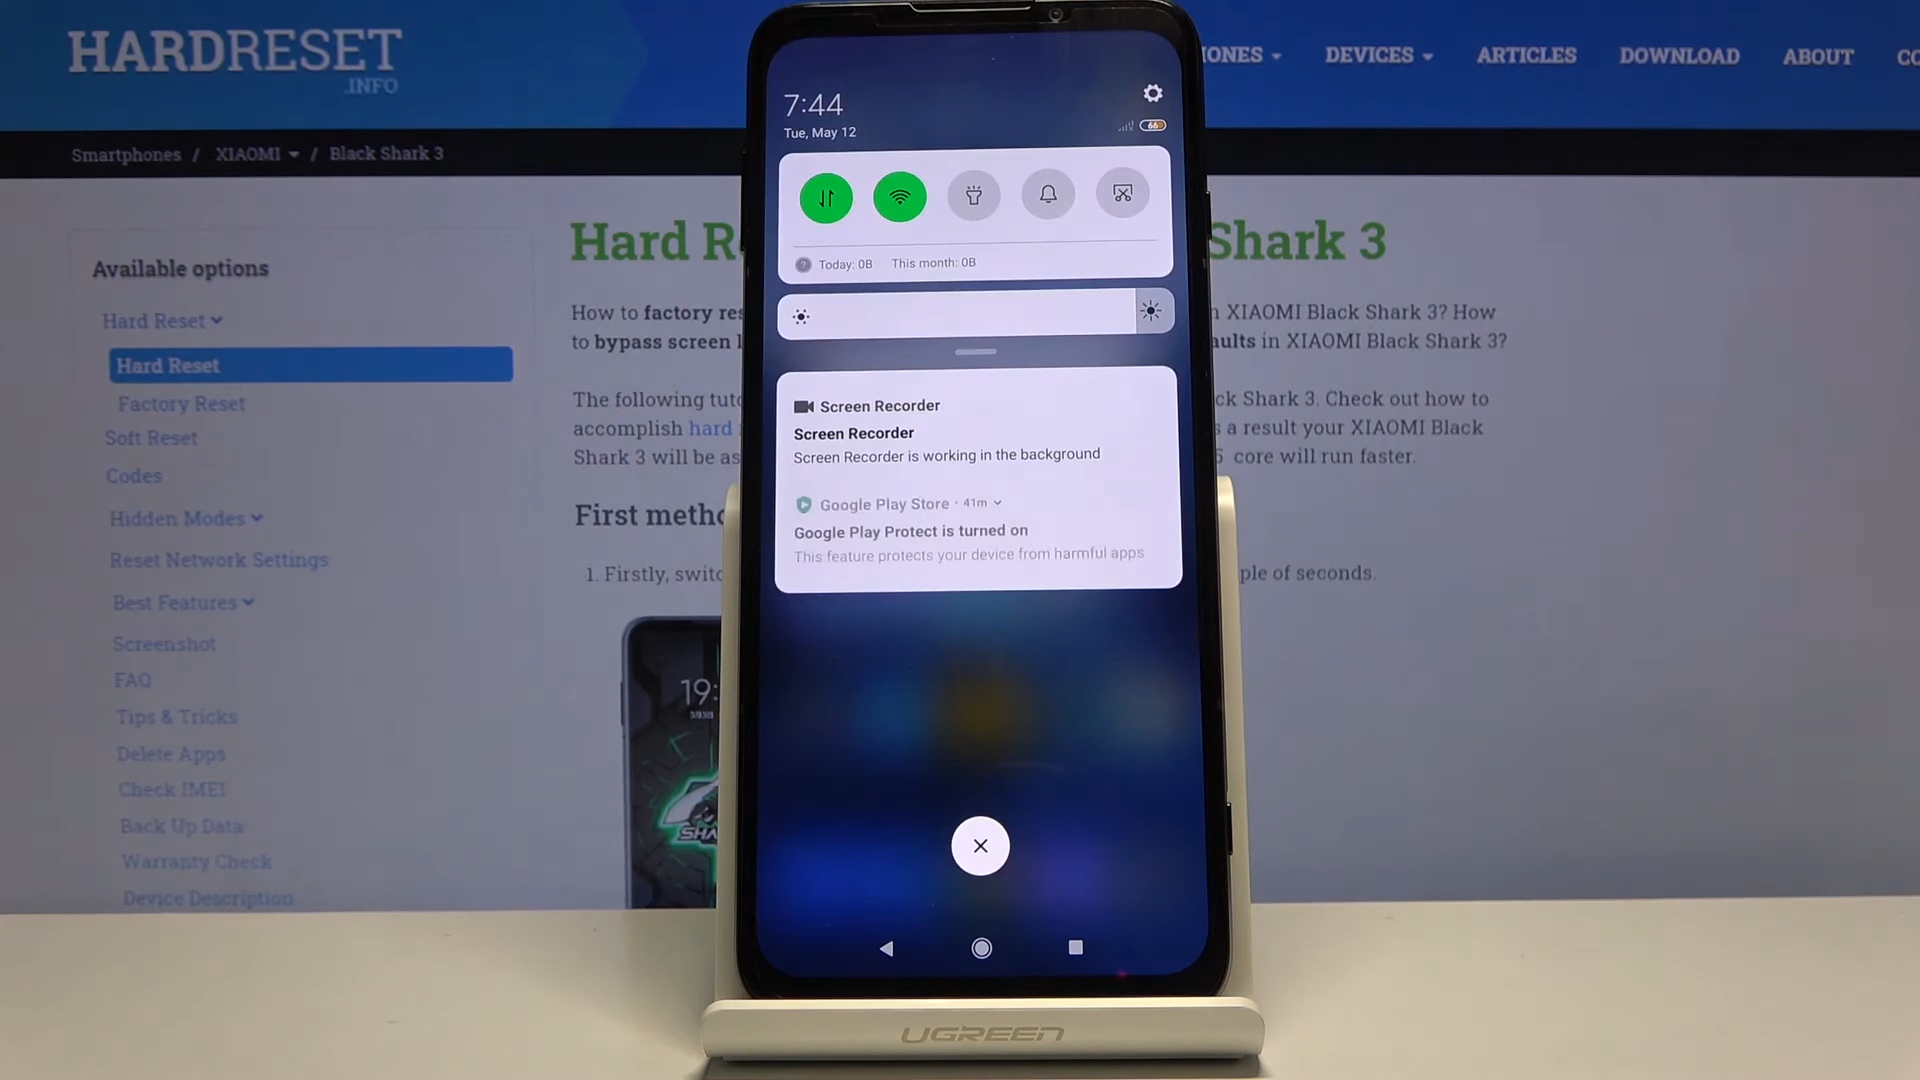 HARDRESET
.INFO
HONES
DEVICES
ARTICLES
DOWNLOAD
ABOUT
CO
Smartphones / XIAOMI / Black Shark 3
Available options
Hard Reset
Hard Reset
Factory Reset
Soft Reset
Codes
Hidden Modes
Reset Network Settings
Best Features
Screenshot
FAQ
Tips & Tricks
Delete Apps
Check IMEI
Back Up Data
Warranty Check
Device Description
Hard R Shark 3
How to factory res n XIAOMI Black Shark 3? How
to bypass screen l aults in XIAOMI Black Shark 3?
The following tuto ck Shark 3. Check out how to
accomplish hard s a result your XIAOMI Black
Shark 3 will be as core will run faster.
First metho
1. Firstly, switc ple of seconds.
19:
SHA
7:44
Tue, May 12
66
Today: 0B This month: 0B
Screen Recorder
Screen Recorder
Screen Recorder is working in the background
Google Play Store · 41m
Google Play Protect is turned on
This feature protects your device from harmful apps
UGREEN